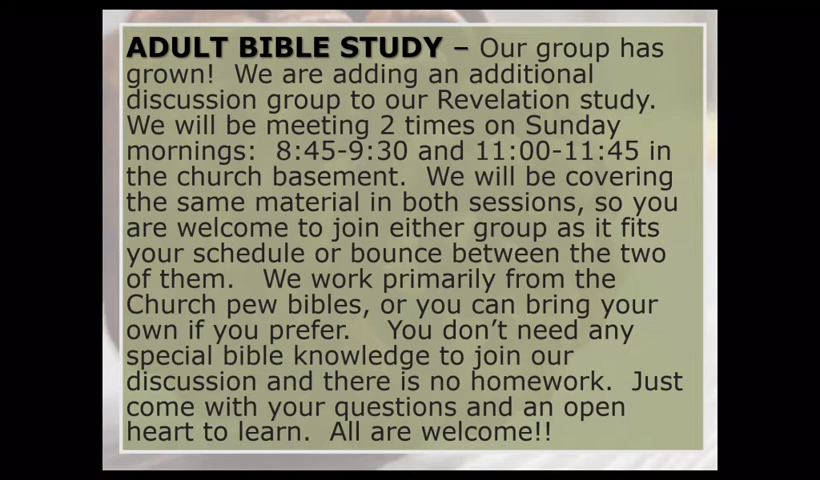 ADULT BIBLE STUDY – Our group has
grown!  We are adding an additional
discussion group to our Revelation study.
We will be meeting 2 times on Sunday
mornings:  8:45-9:30 and 11:00-11:45 in
the church basement.  We will be covering
the same material in both sessions, so you
are welcome to join either group as it fits
your schedule or bounce between the two
of them.   We work primarily from the
Church pew bibles, or you can bring your
own if you prefer.    You don’t need any
special bible knowledge to join our
discussion and there is no homework.  Just
come with your questions and an open
heart to learn.  All are welcome!!